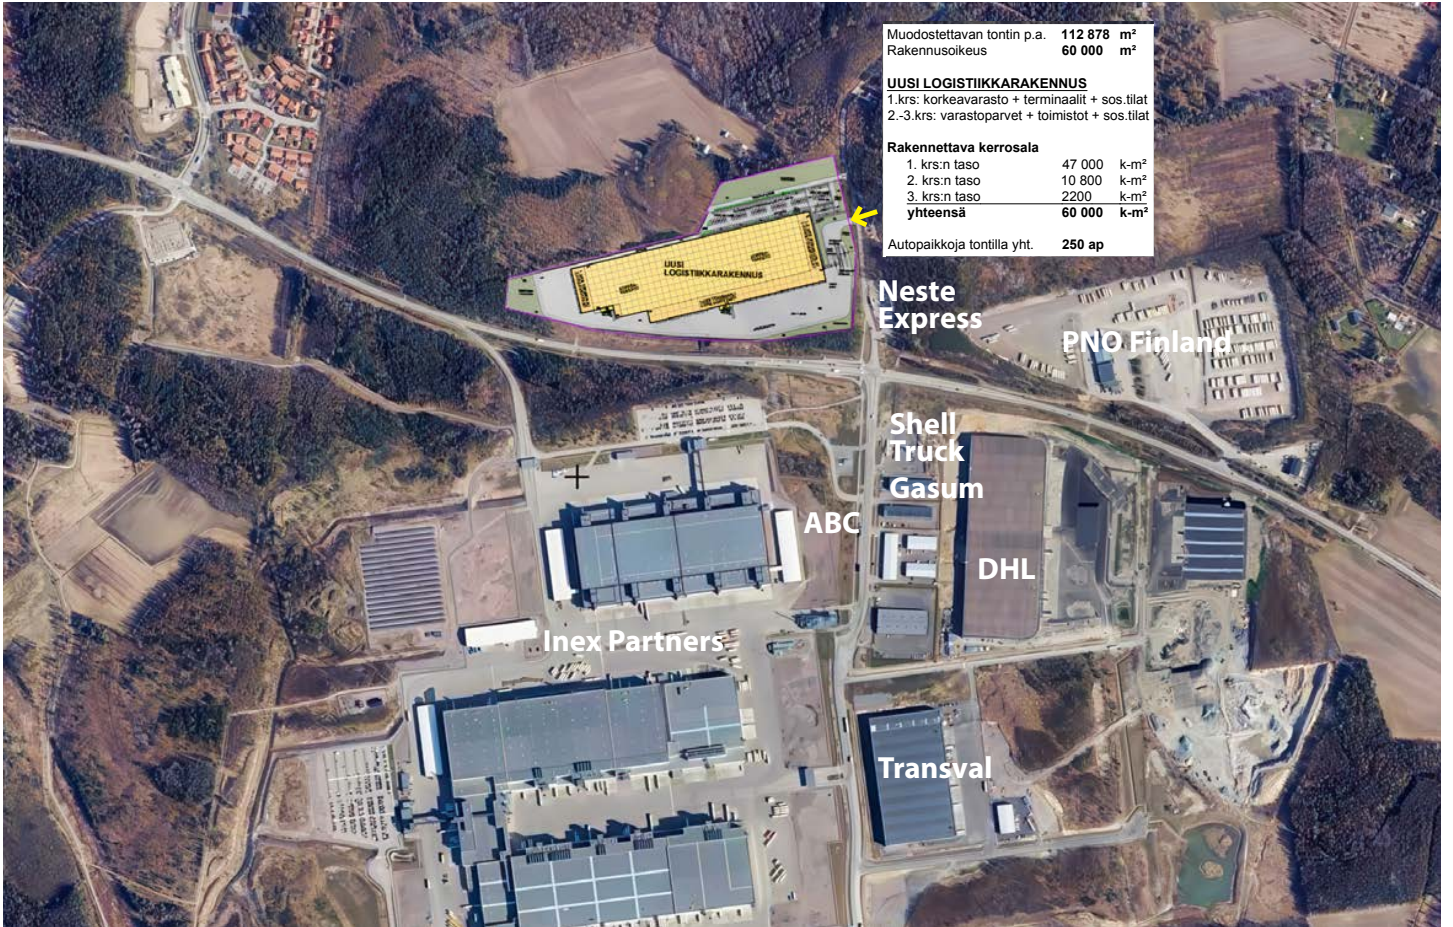 Muodostettavan tontin p.a. 112 878 m²
Rakennusoikeus 60 000 m²
UUSI LOGISTIIKKARAKENNUS
1.krs: korkeavarasto + terminaalit + sos.tilat
2.-3.krs: varastoparvet + toimistot + sos.tilat
Rakennettava kerrosala
1. krs:n taso 47 000 k-m²
2. krs:n taso 10 800 k-m²
3. krs:n taso 2200 k-m²
yhteensä 60 000 k-m²
Autopaikkoja tontilla yht. 250 ap
UUSI
LOGISTIIKKARAKENNUS
Neste
Express
PNO Finland
Shell
Truck
Gasum
ABC
DHL
Inex Partners
Transval